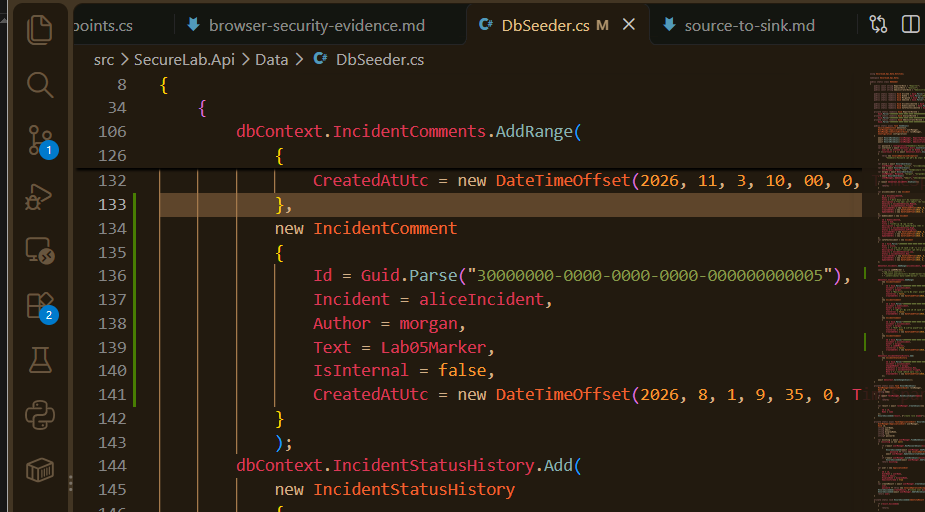 points.cs browser-security-evidence.md DbSeeder.cs M source-to-sink.md
src > SecureLab.Api > Data > DbSeeder.cs
8 {
34 {
106 dbContext.IncidentComments.AddRange(
126 {
132 CreatedAtUtc = new DateTimeOffset(2026, 11, 3, 10, 00, 0,
133 },
134 new IncidentComment
135 {
136 Id = Guid.Parse("30000000-0000-0000-0000-000000000005"),
137 Incident = aliceIncident,
138 Author = morgan,
139 Text = Lab05Marker,
140 IsInternal = false,
141 CreatedAtUtc = new DateTimeOffset(2026, 8, 1, 9, 35, 0, T
142 }
143 );
144 dbContext.IncidentStatusHistory.Add(
145 new IncidentStatusHistory
1
2